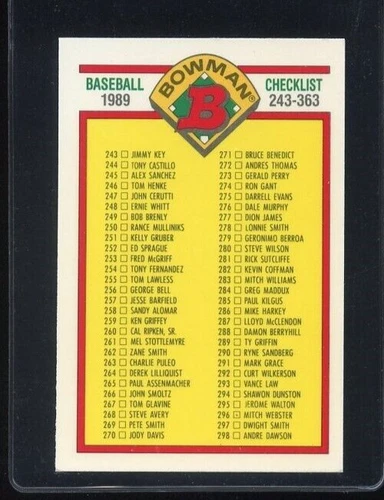 BOWMAN®
B
BASEBALL
1989
CHECKLIST
243-363
243 JIMMY KEY
244 TONY CASTILLO
245 ALEX SANCHEZ
246 TOM HENKE
247 JOHN CERUTTI
248 ERNIE WHITT
249 BOB BRENLY
250 RANCE MULLINIKS
251 KELLY GRUBER
252 ED SPRAGUE
253 FRED McGRIFF
254 TONY FERNANDEZ
255 TOM LAWLESS
256 GEORGE BELL
257 JESSE BARFIELD
258 SANDY ALOMAR
259 KEN GRIFFEY
260 CAL RIPKEN, SR.
261 MEL STOTTLEMYRE
262 ZANE SMITH
263 CHARLIE PULEO
264 DEREK LILLIQUIST
265 PAUL ASSENMACHER
266 JOHN SMOLTZ
267 TOM GLAVINE
268 STEVE AVERY
269 PETE SMITH
270 JODY DAVIS
271 BRUCE BENEDICT
272 ANDRES THOMAS
273 GERALD PERRY
274 RON GANT
275 DARRELL EVANS
276 DALE MURPHY
277 DION JAMES
278 LONNIE SMITH
279 GERONIMO BERROA
280 STEVE WILSON
281 RICK SUTCLIFFE
282 KEVIN COFFMAN
283 MITCH WILLIAMS
284 GREG MADDUX
285 PAUL KILGUS
286 MIKE HARKEY
287 LLOYD McCLENDON
288 DAMON BERRYHILL
289 TY GRIFFIN
290 RYNE SANDBERG
291 MARK GRACE
292 CURT WILKERSON
293 VANCE LAW
294 SHAWON DUNSTON
295 JEROME WALTON
296 MITCH WEBSTER
297 DWIGHT SMITH
298 ANDRE DAWSON